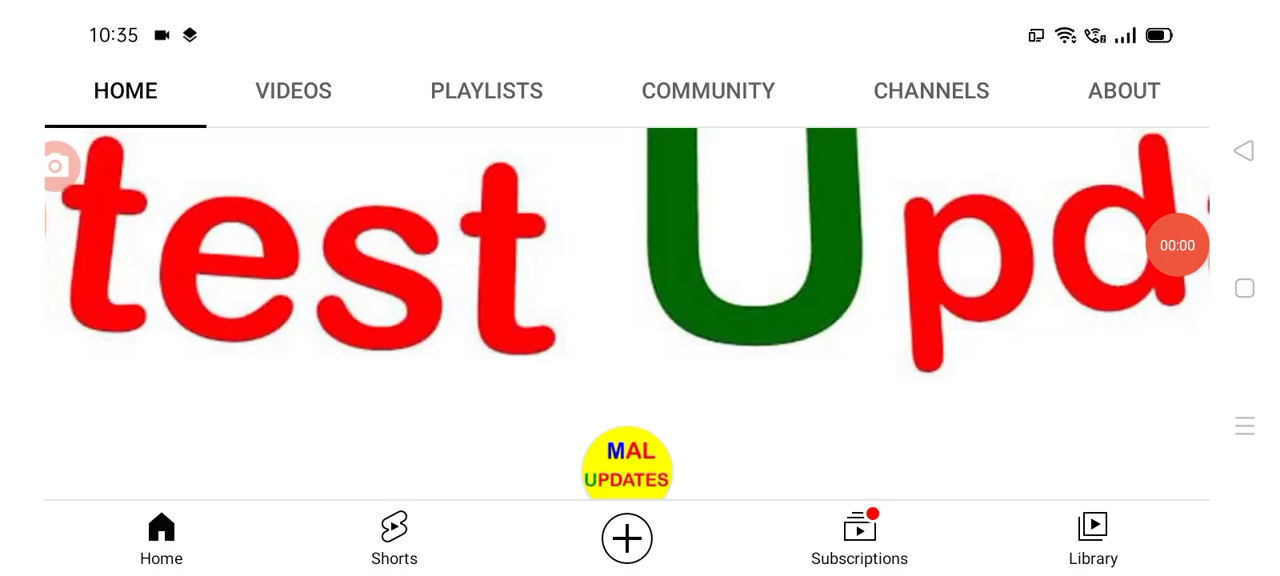 10:35
HOME VIDEOS PLAYLISTS COMMUNITY CHANNELS ABOUT
test Upd
00:00
MAL
UPDATES
Home Shorts Subscriptions Library